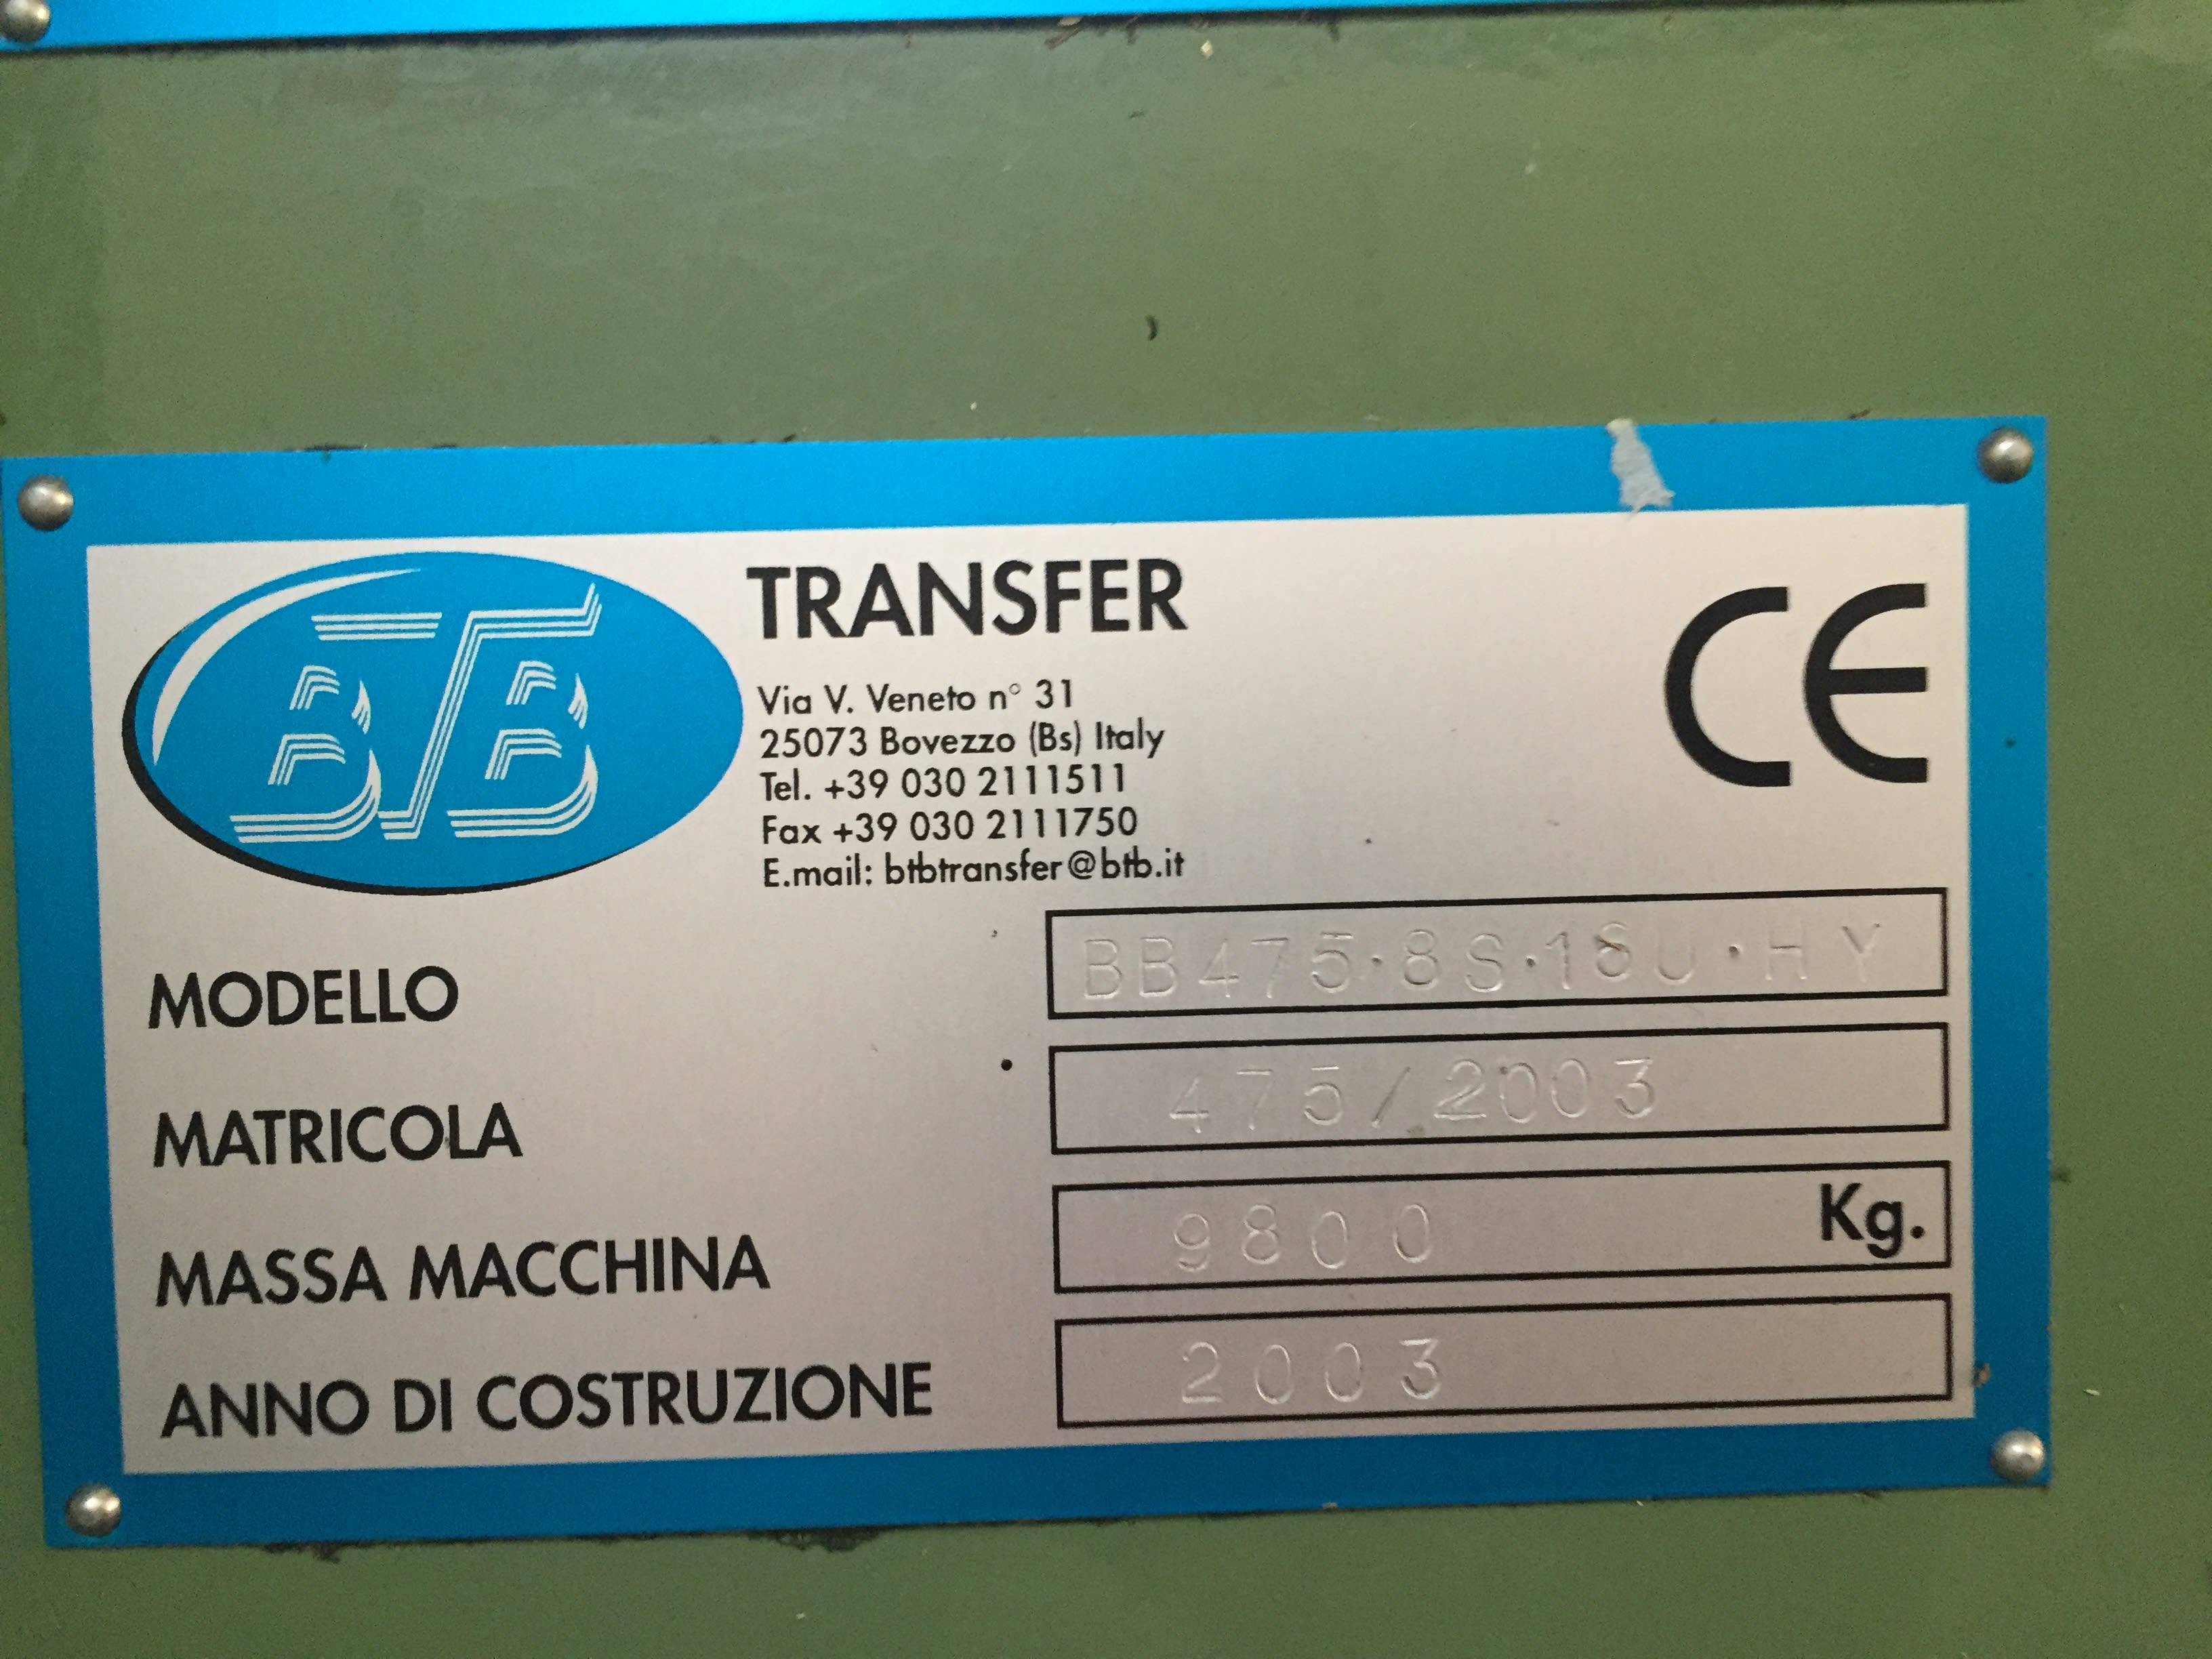 BTB
TRANSFER
CE
Via V. Veneto n° 31
25073 Bovezzo (Bs) Italy
Tel. +39 030 2111511
Fax +39 030 2111750
E.mail: btbtransfer@btb.it
MODELLO BB475·8S·16U·HY
MATRICOLA 475/2003
MASSA MACCHINA 9800 Kg.
ANNO DI COSTRUZIONE 2003